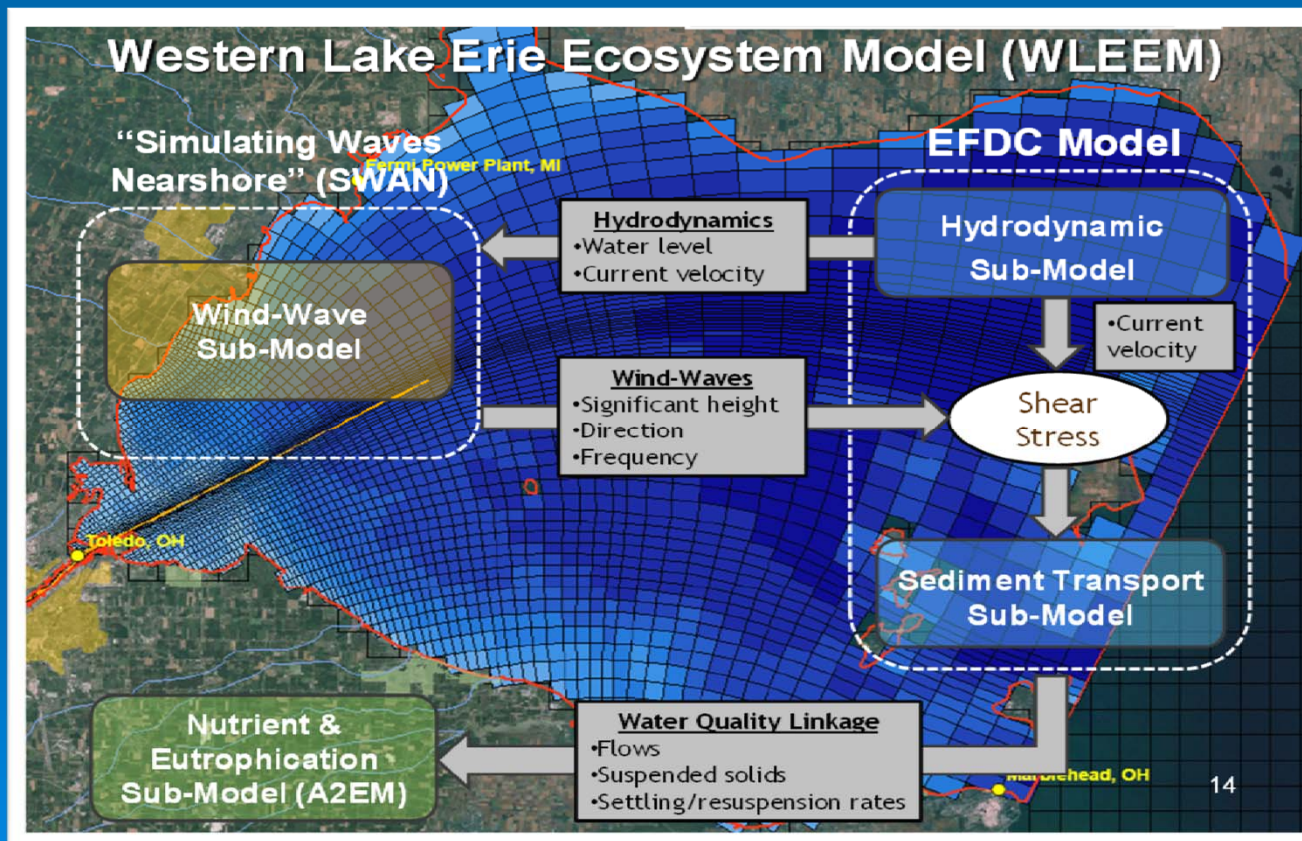 Western Lake Erie Ecosystem Model (WLEEM)
“Simulating Waves
Nearshore” (SWAN)
Fermi Power Plant, MI
EFDC Model
Hydrodynamics
•Water level
•Current velocity
Hydrodynamic
Sub-Model
Wind-Wave
Sub-Model
•Current
velocity
Wind-Waves
•Significant height
•Direction
•Frequency
Shear
Stress
Toledo, OH
Sediment Transport
Sub-Model
Nutrient &
Eutrophication
Sub-Model (A2EM)
Water Quality Linkage
•Flows
•Suspended solids
•Settling/resuspension rates
Marblehead, OH
14